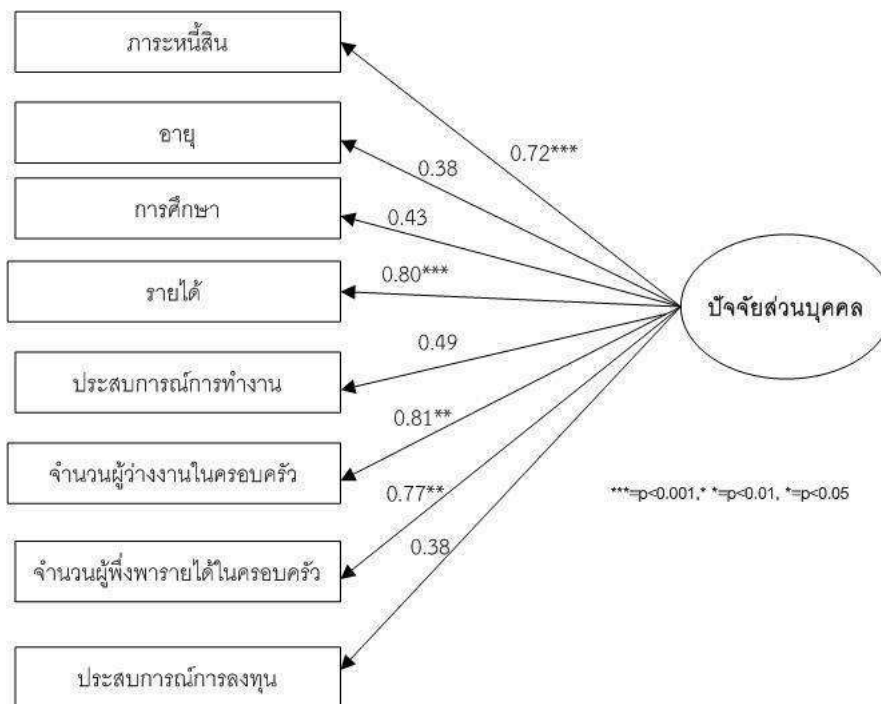 ภาระหนี้สิน
อายุ
การศึกษา
รายได้
ประสบการณ์การทำงาน
จำนวนผู้ว่างงานในครอบครัว
จำนวนผู้พึ่งพารายได้ในครอบครัว
ประสบการณ์การลงทุน
0.72***
0.38
0.43
0.80***
0.49
0.81**
0.77**
0.38
ปัจจัยส่วนบุคคล
***=p<0.001,* *=p<0.01, *=p<0.05